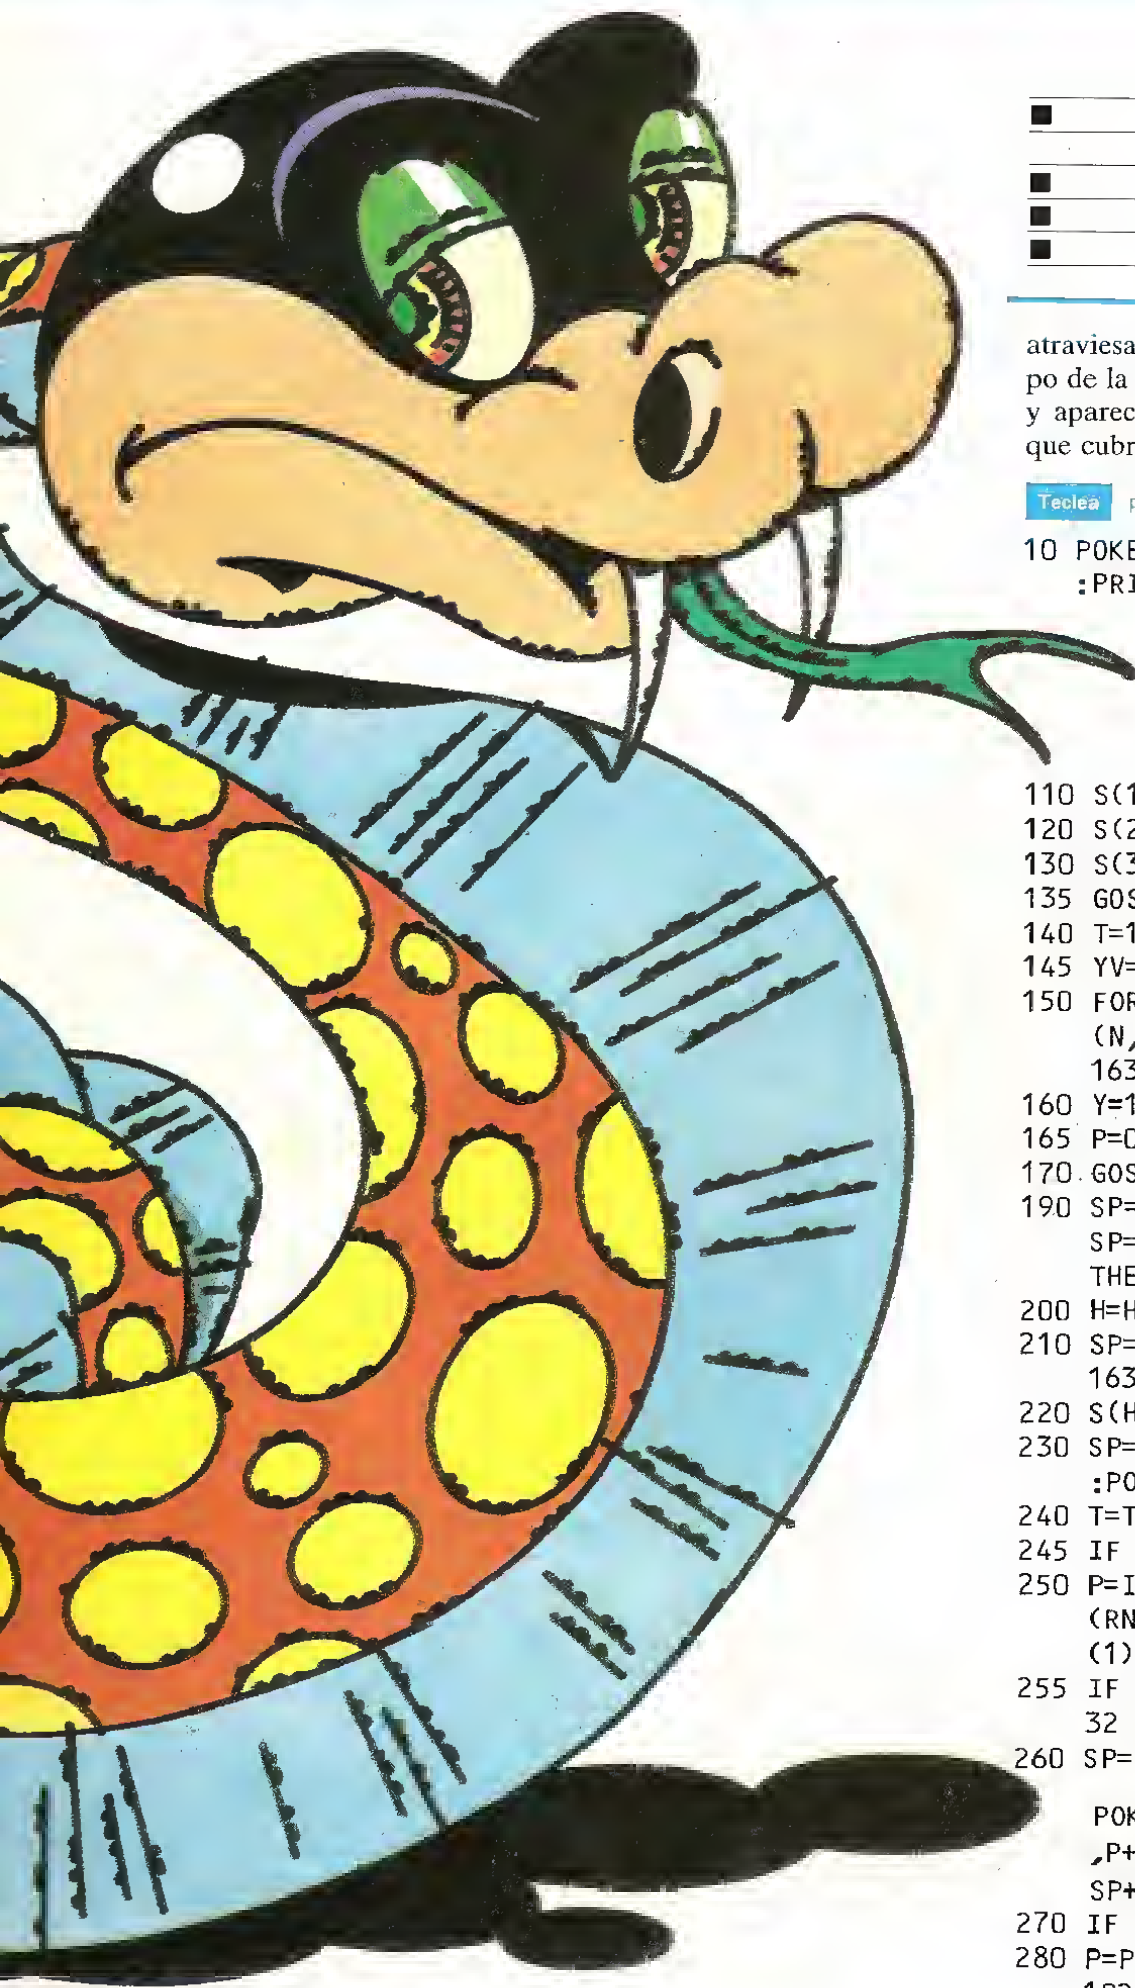 atraviesa
po de la
y aparec
que cubr
Teclea p
10 POKE
:PRI
110 S(1
120 S(2
130 S(3
135 GOS
140 T=1
145 YV=
150 FOR
(N,
163
160 Y=1
165 P=0
170 GOS
190 SP=
SP=
THE
200 H=H
210 SP=
163
220 S(H
230 SP=
:PO
240 T=T
245 IF
250 P=I
(RN
(1)
255 IF
32
260 SP=
POK
,P+
SP+
270 IF
280 P=P